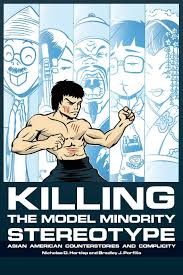 KILLING
THE MODEL MINORITY
STEREOTYPE
ASIAN AMERICAN COUNTERSTORIES AND COMPLICITY
Nicholas D. Hartlep and Bradley J. Porfilio